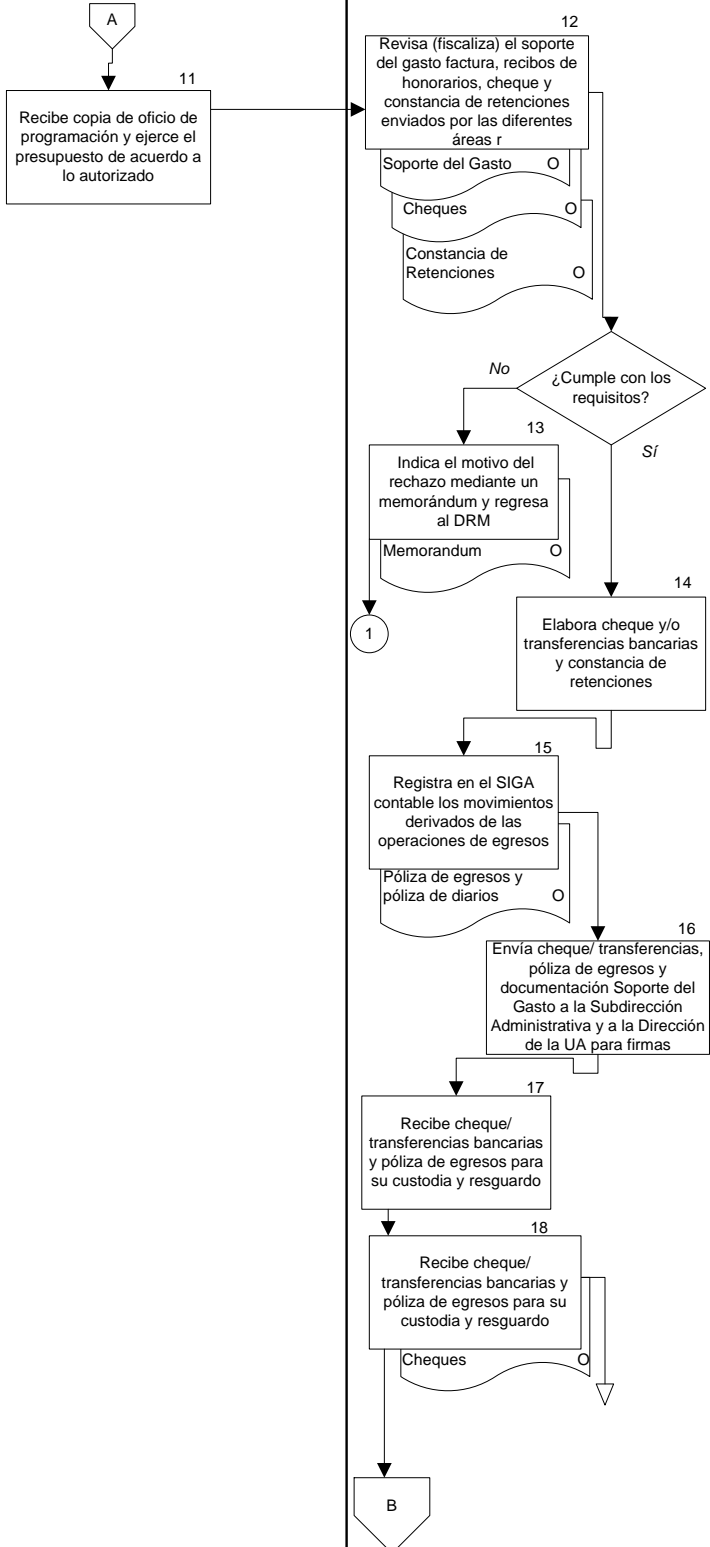 A
11
Recibe copia de oficio de
programación y ejerce el
presupuesto de acuerdo a
lo autorizado
12
Revisa (fiscaliza) el soporte
del gasto factura, recibos de
honorarios, cheque y
constancia de retenciones
enviados por las diferentes
áreas r
Soporte del Gasto O
Cheques O
Constancia de
Retenciones O
¿Cumple con los
requisitos?
No
Sí
13
Indica el motivo del
rechazo mediante un
memorándum y regresa
al DRM
Memorandum O
1
14
Elabora cheque y/o
transferencias bancarias
y constancia de
retenciones
15
Registra en el SIGA
contable los movimientos
derivados de las
operaciones de egresos
Póliza de egresos y
póliza de diarios O
16
Envía cheque/ transferencias,
póliza de egresos y
documentación Soporte del
Gasto a la Subdirección
Administrativa y a la Dirección
de la UA para firmas
17
Recibe cheque/
transferencias bancarias
y póliza de egresos para
su custodia y resguardo
18
Recibe cheque/
transferencias bancarias y
póliza de egresos para su
custodia y resguardo
Cheques O
B